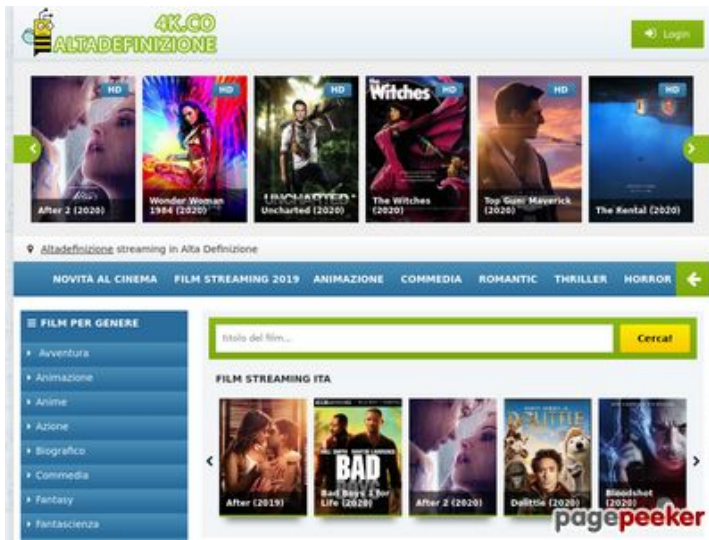 4K.CO
ALTADEFINIZIONE
Login
HD
HD
HD
HD
HD
After 2 (2020)
Wonder Woman 1984 (2020)
UNCHARTED
Uncharted (2020)
the Witches
The Witches (2020)
Top Gun: Maverick (2020)
The Rental (2020)
Altadefinizione streaming in Alta Definizione
NOVITÀ AL CINEMA FILM STREAMING 2019 ANIMAZIONE COMMEDIA ROMANTIC THRILLER HORROR
FILM PER GENERE
Avventura
Animazione
Anime
Azione
Biografico
Commedia
Fantasy
Fantascienza
titolo del film...
Cerca!
FILM STREAMING ITA
After (2019)
BAD
Bad Boys 3 for Life (2020)
After 2 (2020)
DOLITTLE
Dolittle (2020)
Bloodshot (2020)
pagepeeker